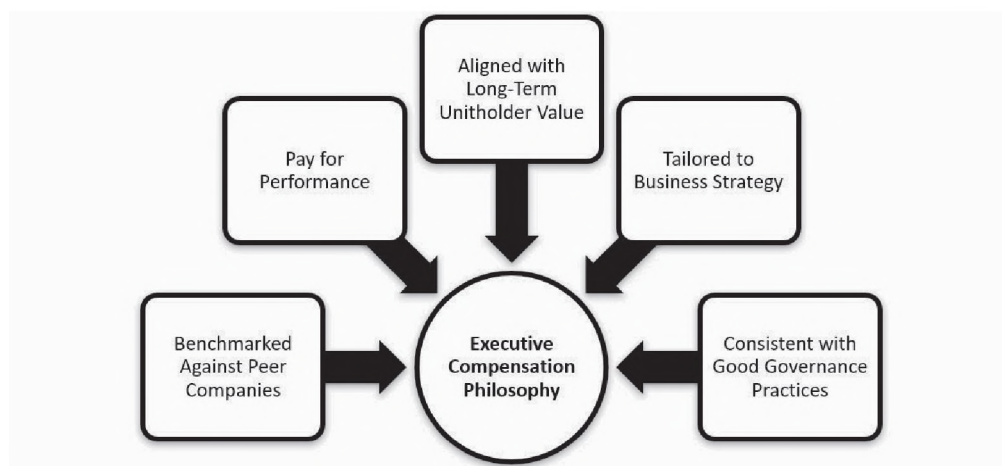 Aligned with
Long-Term
Unitholder Value
Pay for
Performance
Tailored to
Business Strategy
Benchmarked
Against Peer
Companies
Executive
Compensation
Philosophy
Consistent with
Good Governance
Practices